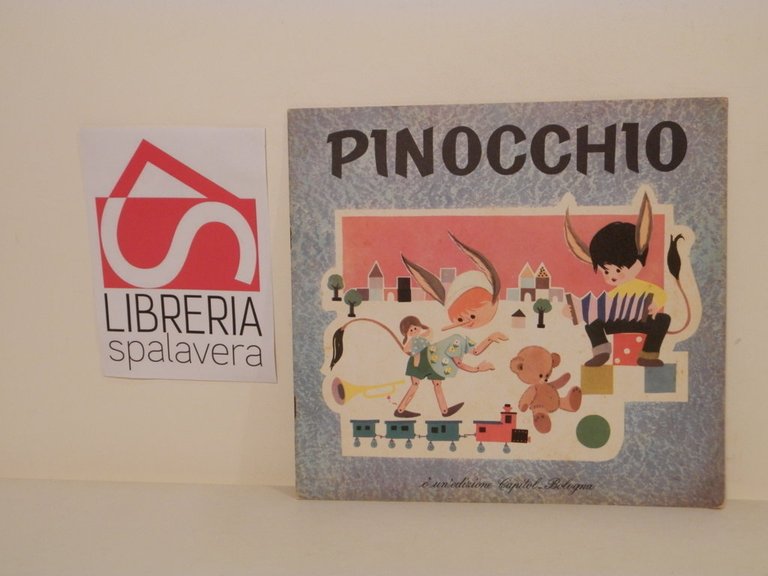 LIBRERIA
spalavera
PINOCCHIO
è un'edizione Capitol - Bologna